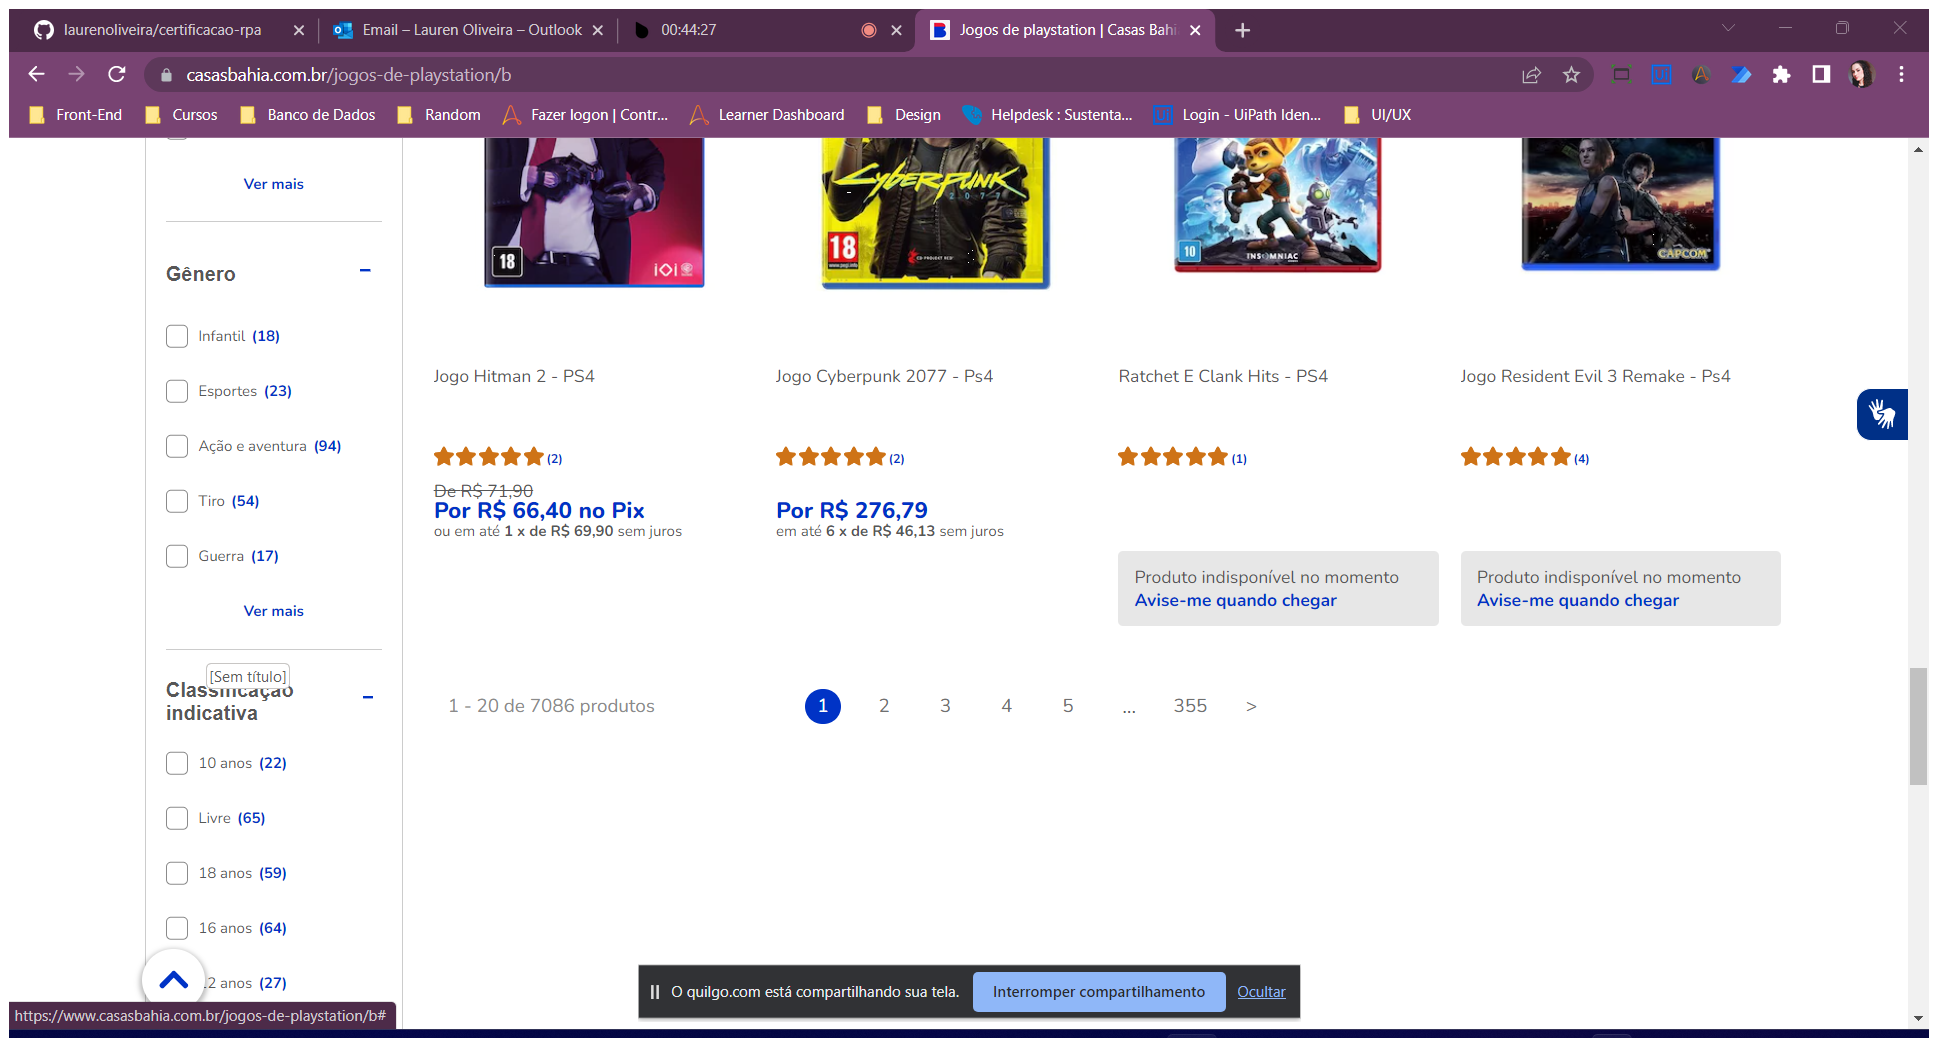 laurenoliveira/certificacao-rpa
Email – Lauren Oliveira – Outlook
00:44:27
Jogos de playstation | Casas Bahi
casasbahia.com.br/jogos-de-playstation/b
Front-End
Cursos
Banco de Dados
Random
Fazer logon | Contr...
Learner Dashboard
Design
Helpdesk : Sustenta...
Login - UiPath Iden...
UI/UX
Ver mais
Gênero
Infantil (18)
Esportes (23)
Ação e aventura (94)
Tiro (54)
Guerra (17)
Ver mais
[Sem título]
Classificação
indicativa
10 anos (22)
Livre (65)
18 anos (59)
16 anos (64)
2 anos (27)
18
iOi
CYBERPUNK
2077
18
CD PROJEKT RED
10
INSOMNIAC
CAPCOM
Jogo Hitman 2 - PS4
(2)
De R$ 71,90
Por R$ 66,40 no Pix
ou em até 1 x de R$ 69,90 sem juros
Jogo Cyberpunk 2077 - Ps4
(2)
Por R$ 276,79
em até 6 x de R$ 46,13 sem juros
Ratchet E Clank Hits - PS4
(1)
Produto indisponível no momento
Avise-me quando chegar
Jogo Resident Evil 3 Remake - Ps4
(4)
Produto indisponível no momento
Avise-me quando chegar
1 - 20 de 7086 produtos
1 2 3 4 5 ... 355 >
O quilgo.com está compartilhando sua tela.
Interromper compartilhamento
Ocultar
https://www.casasbahia.com.br/jogos-de-playstation/b#